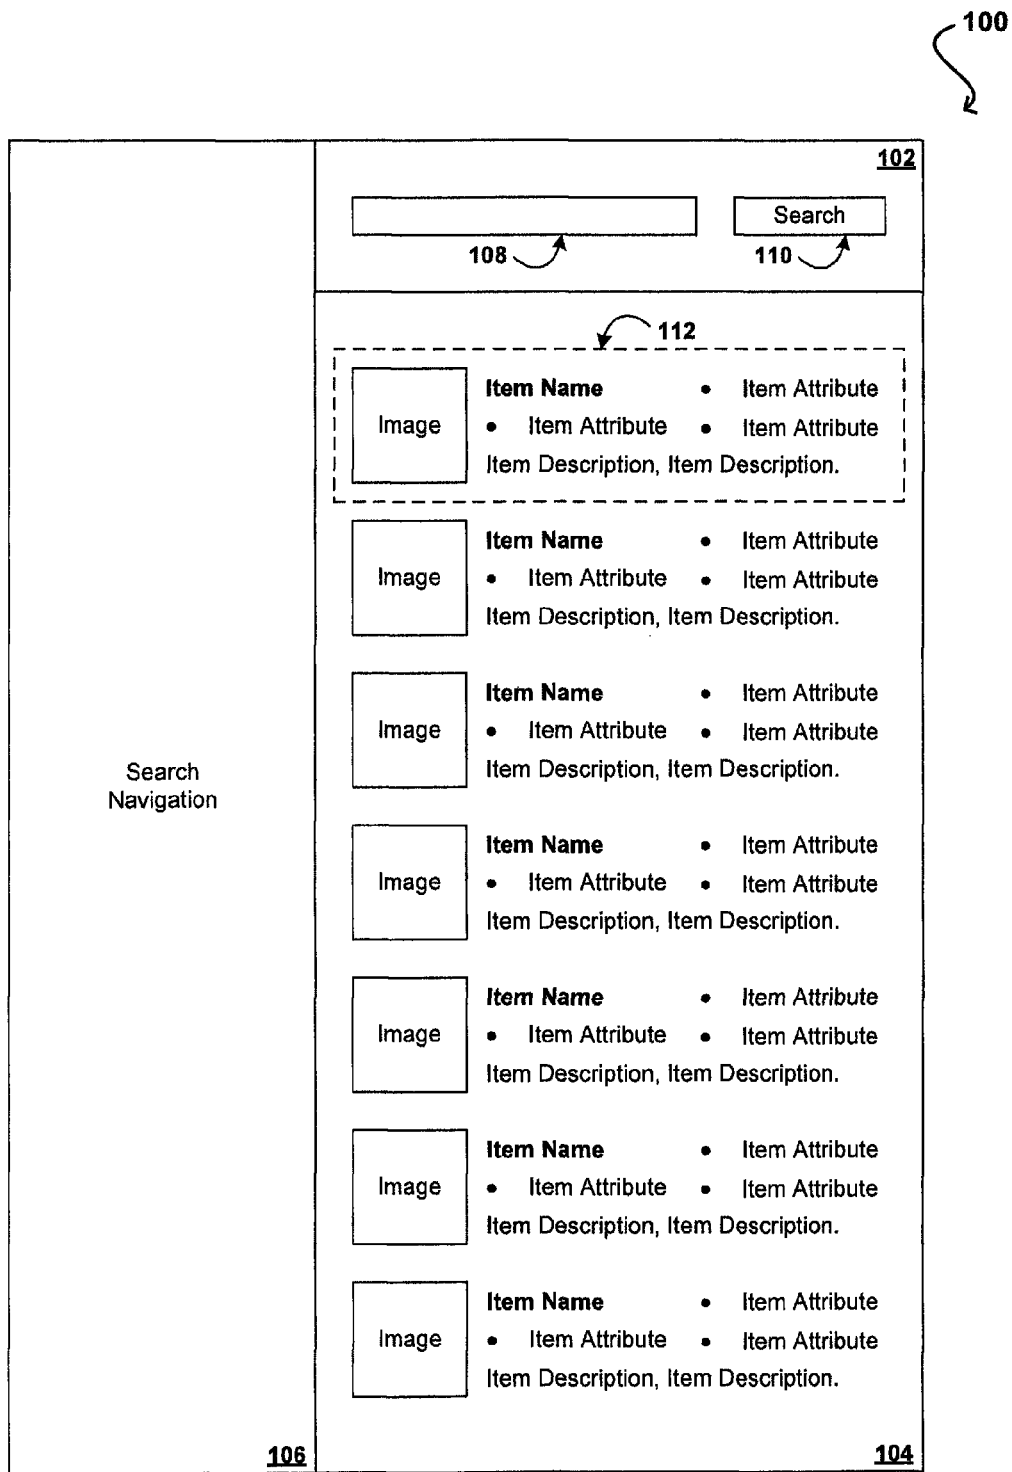 100
102
Search
108
110
112
Image
Item Name • Item Attribute
• Item Attribute • Item Attribute
Item Description, Item Description.
Image
Item Name • Item Attribute
• Item Attribute • Item Attribute
Item Description, Item Description.
Image
Item Name • Item Attribute
• Item Attribute • Item Attribute
Item Description, Item Description.
Search
Navigation
Image
Item Name • Item Attribute
• Item Attribute • Item Attribute
Item Description, Item Description.
Image
Item Name • Item Attribute
• Item Attribute • Item Attribute
Item Description, Item Description.
Image
Item Name • Item Attribute
• Item Attribute • Item Attribute
Item Description, Item Description.
Image
Item Name • Item Attribute
• Item Attribute • Item Attribute
Item Description, Item Description.
106
104